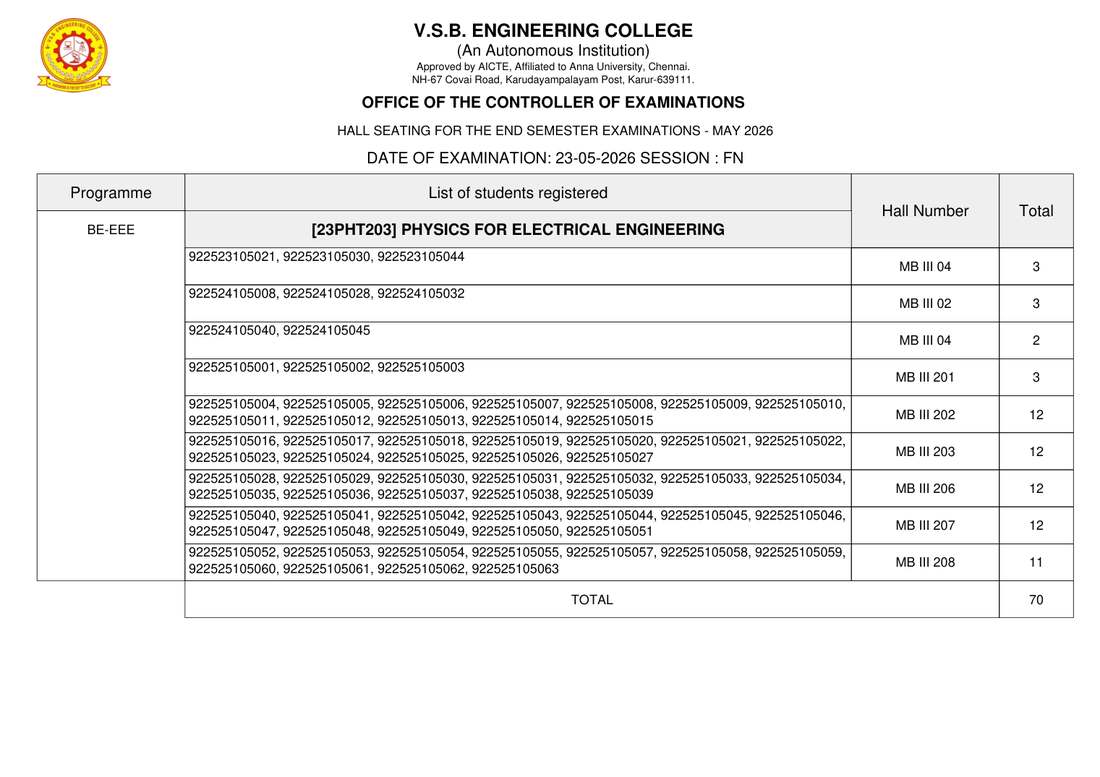 V.S.B. ENGINEERING COLLEGE
(An Autonomous Institution)
Approved by AICTE, Affiliated to Anna University, Chennai.
NH-67 Covai Road, Karudayampalayam Post, Karur-639111.
OFFICE OF THE CONTROLLER OF EXAMINATIONS
HALL SEATING FOR THE END SEMESTER EXAMINATIONS - MAY 2026
DATE OF EXAMINATION: 23-05-2026 SESSION : FN
Programme List of students registered Hall Number Total
BE-EEE [23PHT203] PHYSICS FOR ELECTRICAL ENGINEERING
922523105021, 922523105030, 922523105044 MB III 04 3
922524105008, 922524105028, 922524105032 MB III 02 3
922524105040, 922524105045 MB III 04 2
922525105001, 922525105002, 922525105003 MB III 201 3
922525105004, 922525105005, 922525105006, 922525105007, 922525105008, 922525105009, 922525105010,
922525105011, 922525105012, 922525105013, 922525105014, 922525105015 MB III 202 12
922525105016, 922525105017, 922525105018, 922525105019, 922525105020, 922525105021, 922525105022,
922525105023, 922525105024, 922525105025, 922525105026, 922525105027 MB III 203 12
922525105028, 922525105029, 922525105030, 922525105031, 922525105032, 922525105033, 922525105034,
922525105035, 922525105036, 922525105037, 922525105038, 922525105039 MB III 206 12
922525105040, 922525105041, 922525105042, 922525105043, 922525105044, 922525105045, 922525105046,
922525105047, 922525105048, 922525105049, 922525105050, 922525105051 MB III 207 12
922525105052, 922525105053, 922525105054, 922525105055, 922525105057, 922525105058, 922525105059,
922525105060, 922525105061, 922525105062, 922525105063 MB III 208 11
TOTAL 70